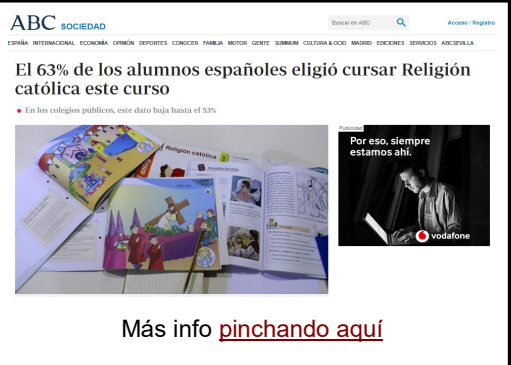 ABC SOCIEDAD
Buscar en ABC
Acceso / Registro
ESPAÑA INTERNACIONAL ECONOMÍA OPINIÓN DEPORTES CONOCER FAMILIA MOTOR GENTE SUMMUM CULTURA & OCIO MADRID EDICIONES SERVICIOS ABCSEVILLA
El 63% de los alumnos españoles eligió cursar Religión
católica este curso
En los colegios públicos, este dato baja hasta el 53%
Publicidad
Por eso, siempre
estamos ahí.
Religión católica
vodafone
Más info pinchando aquí